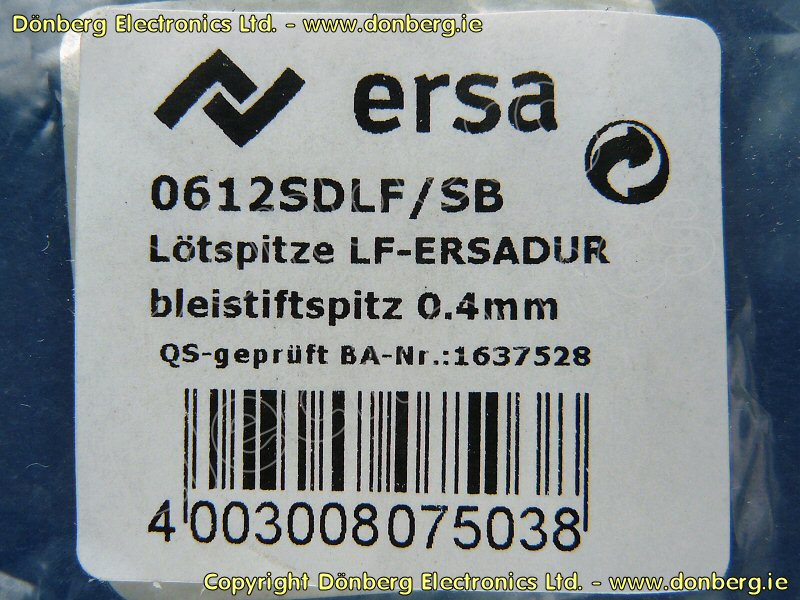 Dönberg Electronics Ltd. - www.donberg.ie
ersa
0612SDLF/SB
Lötspitze LF-ERSADUR
bleistiftspitz 0.4mm
QS-geprüft BA-Nr.:1637528
4 003008 075038
Copyright Dönberg Electronics Ltd. - www.donberg.ie